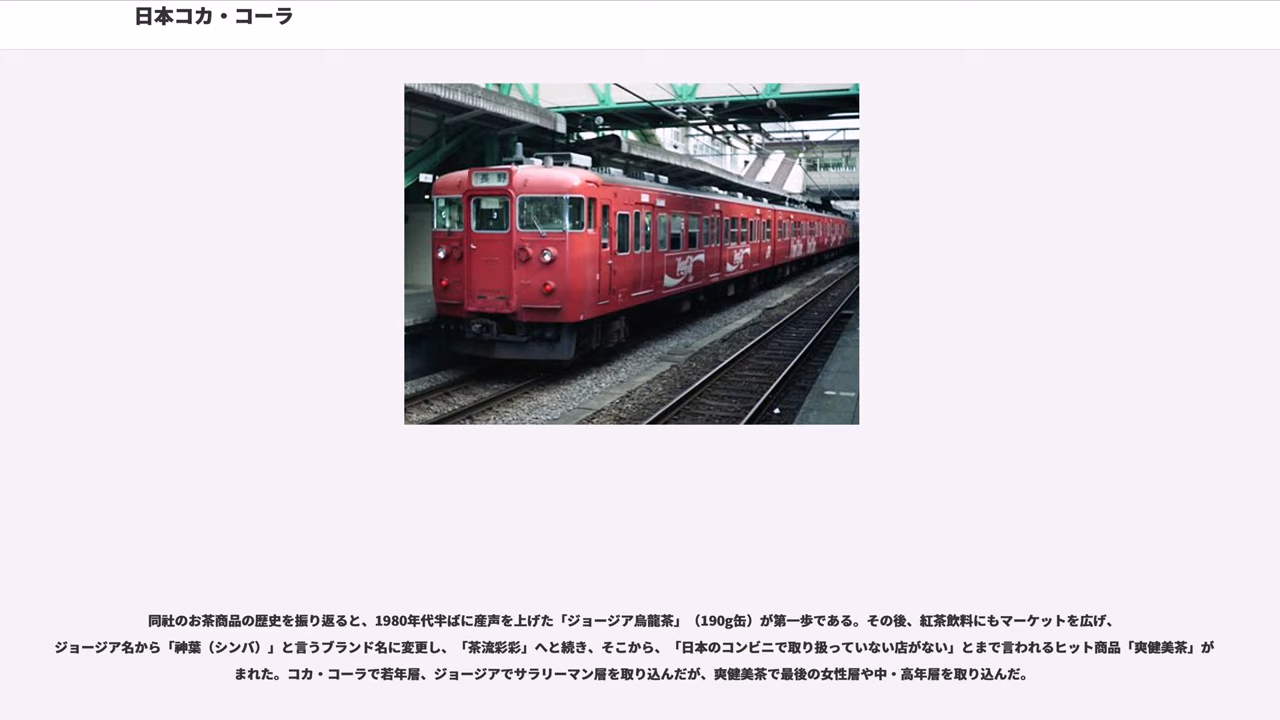 日本コカ・コーラ
長野
同社のお茶商品の歴史を振り返ると、1980年代半ばに産声を上げた「ジョージア烏龍茶」（190g缶）が第一歩である。その後、紅茶飲料にもマーケットを広げ、
ジョージア名から「神葉（シンバ）」と言うブランド名に変更し、「茶流彩彩」へと続き、そこから、「日本のコンビニで取り扱っていない店がない」とまで言われるヒット商品「爽健美茶」が
まれた。コカ・コーラで若年層、ジョージアでサラリーマン層を取り込んだが、爽健美茶で最後の女性層や中・高年層を取り込んだ。